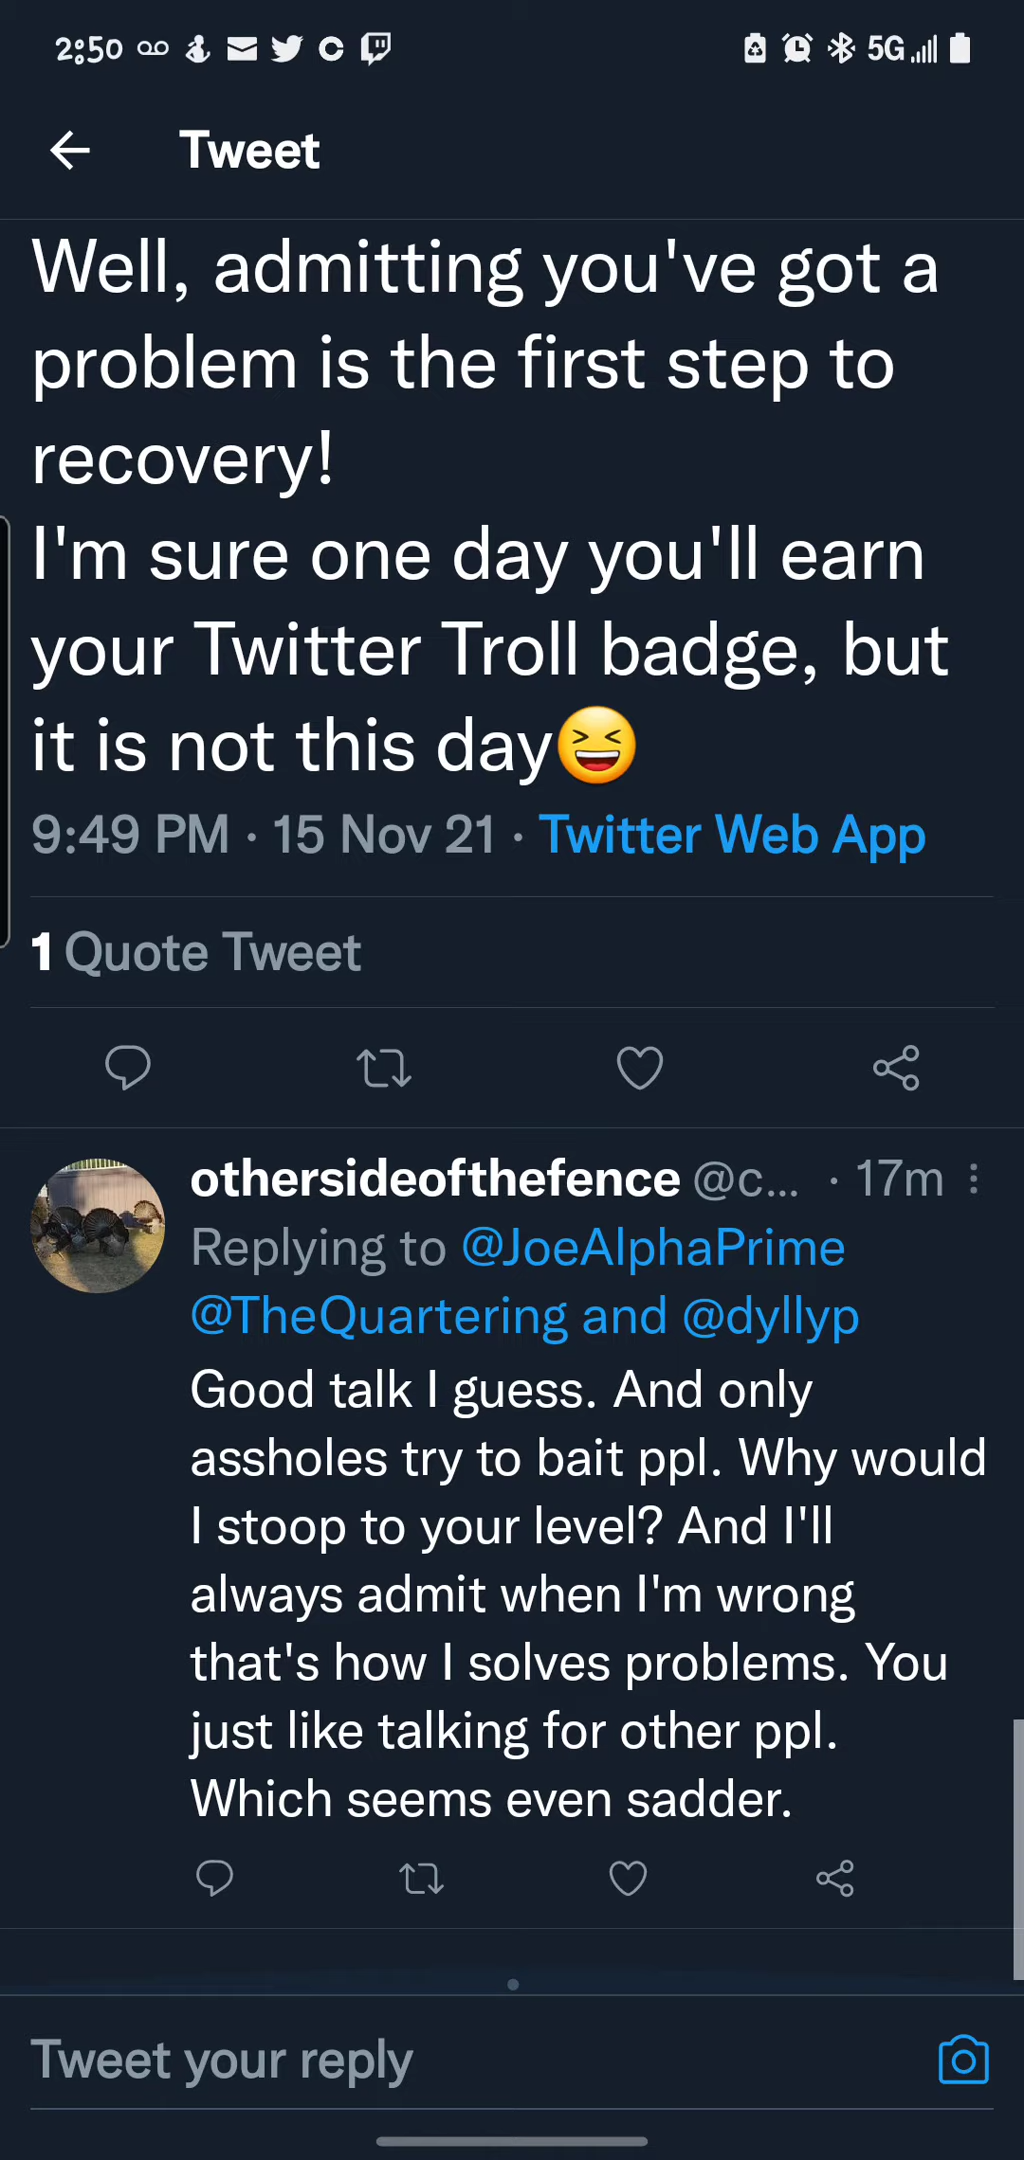 2:50 5G
Tweet
Well, admitting you've got a
problem is the first step to
recovery!
I'm sure one day you'll earn
your Twitter Troll badge, but
it is not this day😆
9:49 PM · 15 Nov 21 · Twitter Web App
1 Quote Tweet
othersideofthefence @c... · 17m
Replying to @JoeAlphaPrime
@TheQuartering and @dyllyp
Good talk I guess. And only
assholes try to bait ppl. Why would
I stoop to your level? And I'll
always admit when I'm wrong
that's how I solves problems. You
just like talking for other ppl.
Which seems even sadder.
Tweet your reply